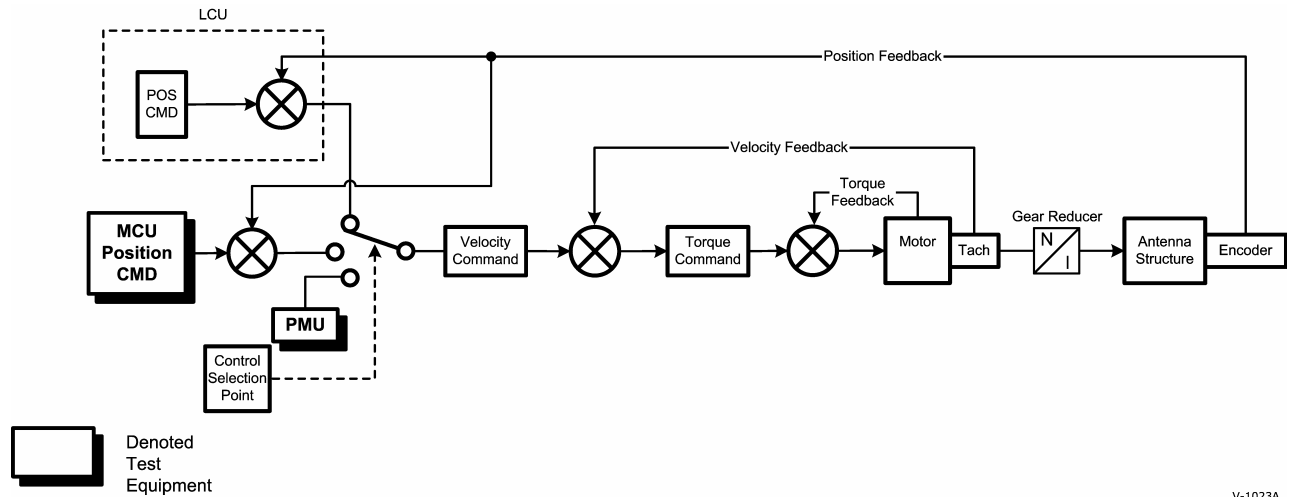 LCU
POS
CMD
Position Feedback
Velocity Feedback
Torque
Feedback
MCU
Position
CMD
Velocity
Command
Torque
Command
Motor
Tach
Gear Reducer
N
I
Antenna
Structure
Encoder
PMU
Control
Selection
Point
Denoted
Test
Equipment
V-1023A